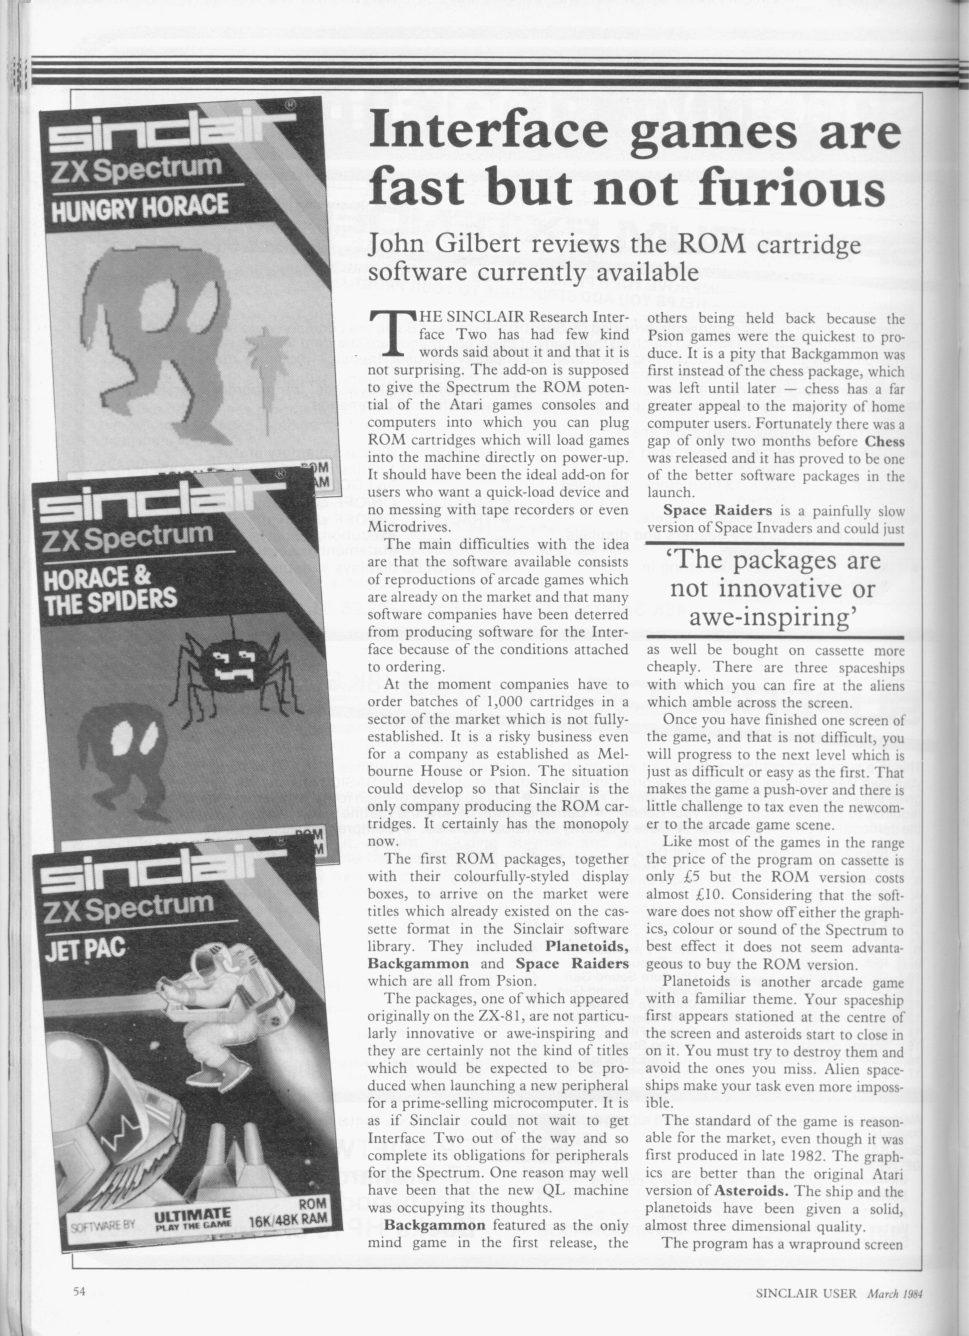 sinclair®
ZX Spectrum
HUNGRY HORACE
ROM
sinclair®
ZX Spectrum
HORACE &
THE SPIDERS
sinclair®
ZX Spectrum
JET PAC
SOFTWARE BY
ULTIMATE
PLAY THE GAME
ROM
16K/48K RAM
Interface games are
fast but not furious
John Gilbert reviews the ROM cartridge
software currently available
THE SINCLAIR Research Inter-
face Two has had few kind
words said about it and that it is
not surprising. The add-on is supposed
to give the Spectrum the ROM poten-
tial of the Atari games consoles and
computers into which you can plug
ROM cartridges which will load games
into the machine directly on power-up.
It should have been the ideal add-on for
users who want a quick-load device and
no messing with tape recorders or even
Microdrives.
The main difficulties with the idea
are that the software available consists
of reproductions of arcade games which
are already on the market and that many
software companies have been deterred
from producing software for the Inter-
face because of the conditions attached
to ordering.
At the moment companies have to
order batches of 1,000 cartridges in a
sector of the market which is not fully-
established. It is a risky business even
for a company as established as Mel-
bourne House or Psion. The situation
could develop so that Sinclair is the
only company producing the ROM car-
tridges. It certainly has the monopoly
now.
The first ROM packages, together
with their colourfully-styled display
boxes, to arrive on the market were
titles which already existed on the cas-
sette format in the Sinclair software
library. They included Planetoids,
Backgammon and Space Raiders
which are all from Psion.
The packages, one of which appeared
originally on the ZX-81, are not particu-
larly innovative or awe-inspiring and
they are certainly not the kind of titles
which would be expected to be pro-
duced when launching a new peripheral
for a prime-selling microcomputer. It is
as if Sinclair could not wait to get
Interface Two out of the way and so
complete its obligations for peripherals
for the Spectrum. One reason may well
have been that the new QL machine
was occupying its thoughts.
Backgammon featured as the only
mind game in the first release, the
others being held back because the
Psion games were the quickest to pro-
duce. It is a pity that Backgammon was
first instead of the chess package, which
was left until later — chess has a far
greater appeal to the majority of home
computer users. Fortunately there was a
gap of only two months before Chess
was released and it has proved to be one
of the better software packages in the
launch.
Space Raiders is a painfully slow
version of Space Invaders and could just
‘The packages are
not innovative or
awe-inspiring’
as well be bought on cassette more
cheaply. There are three spaceships
with which you can fire at the aliens
which amble across the screen.
Once you have finished one screen of
the game, and that is not difficult, you
will progress to the next level which is
just as difficult or easy as the first. That
makes the game a push-over and there is
little challenge to tax even the newcom-
er to the arcade game scene.
Like most of the games in the range
the price of the program on cassette is
only £5 but the ROM version costs
almost £10. Considering that the soft-
ware does not show off either the graph-
ics, colour or sound of the Spectrum to
best effect it does not seem advanta-
geous to buy the ROM version.
Planetoids is another arcade game
with a familiar theme. Your spaceship
first appears stationed at the centre of
the screen and asteroids start to close in
on it. You must try to destroy them and
avoid the ones you miss. Alien space-
ships make your task even more imposs-
ible.
The standard of the game is reason-
able for the market, even though it was
first produced in late 1982. The graph-
ics are better than the original Atari
version of Asteroids. The ship and the
planetoids have been given a solid,
almost three dimensional quality.
The program has a wrapround screen
54
SINCLAIR USER March 1984